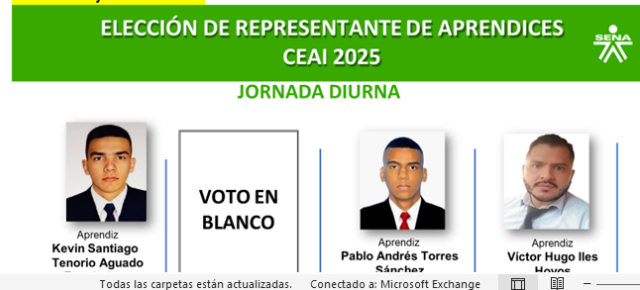 ELECCIÓN DE REPRESENTANTE DE APRENDICES
CEAI 2025
SENA
JORNADA DIURNA
Aprendiz
Kevin Santiago
Tenorio Aguado
VOTO EN
BLANCO
Aprendiz
Pablo Andrés Torres
Sánchez
Aprendiz
Victor Hugo Iles
Hoyos
Todas las carpetas están actualizadas. Conectado a: Microsoft Exchange